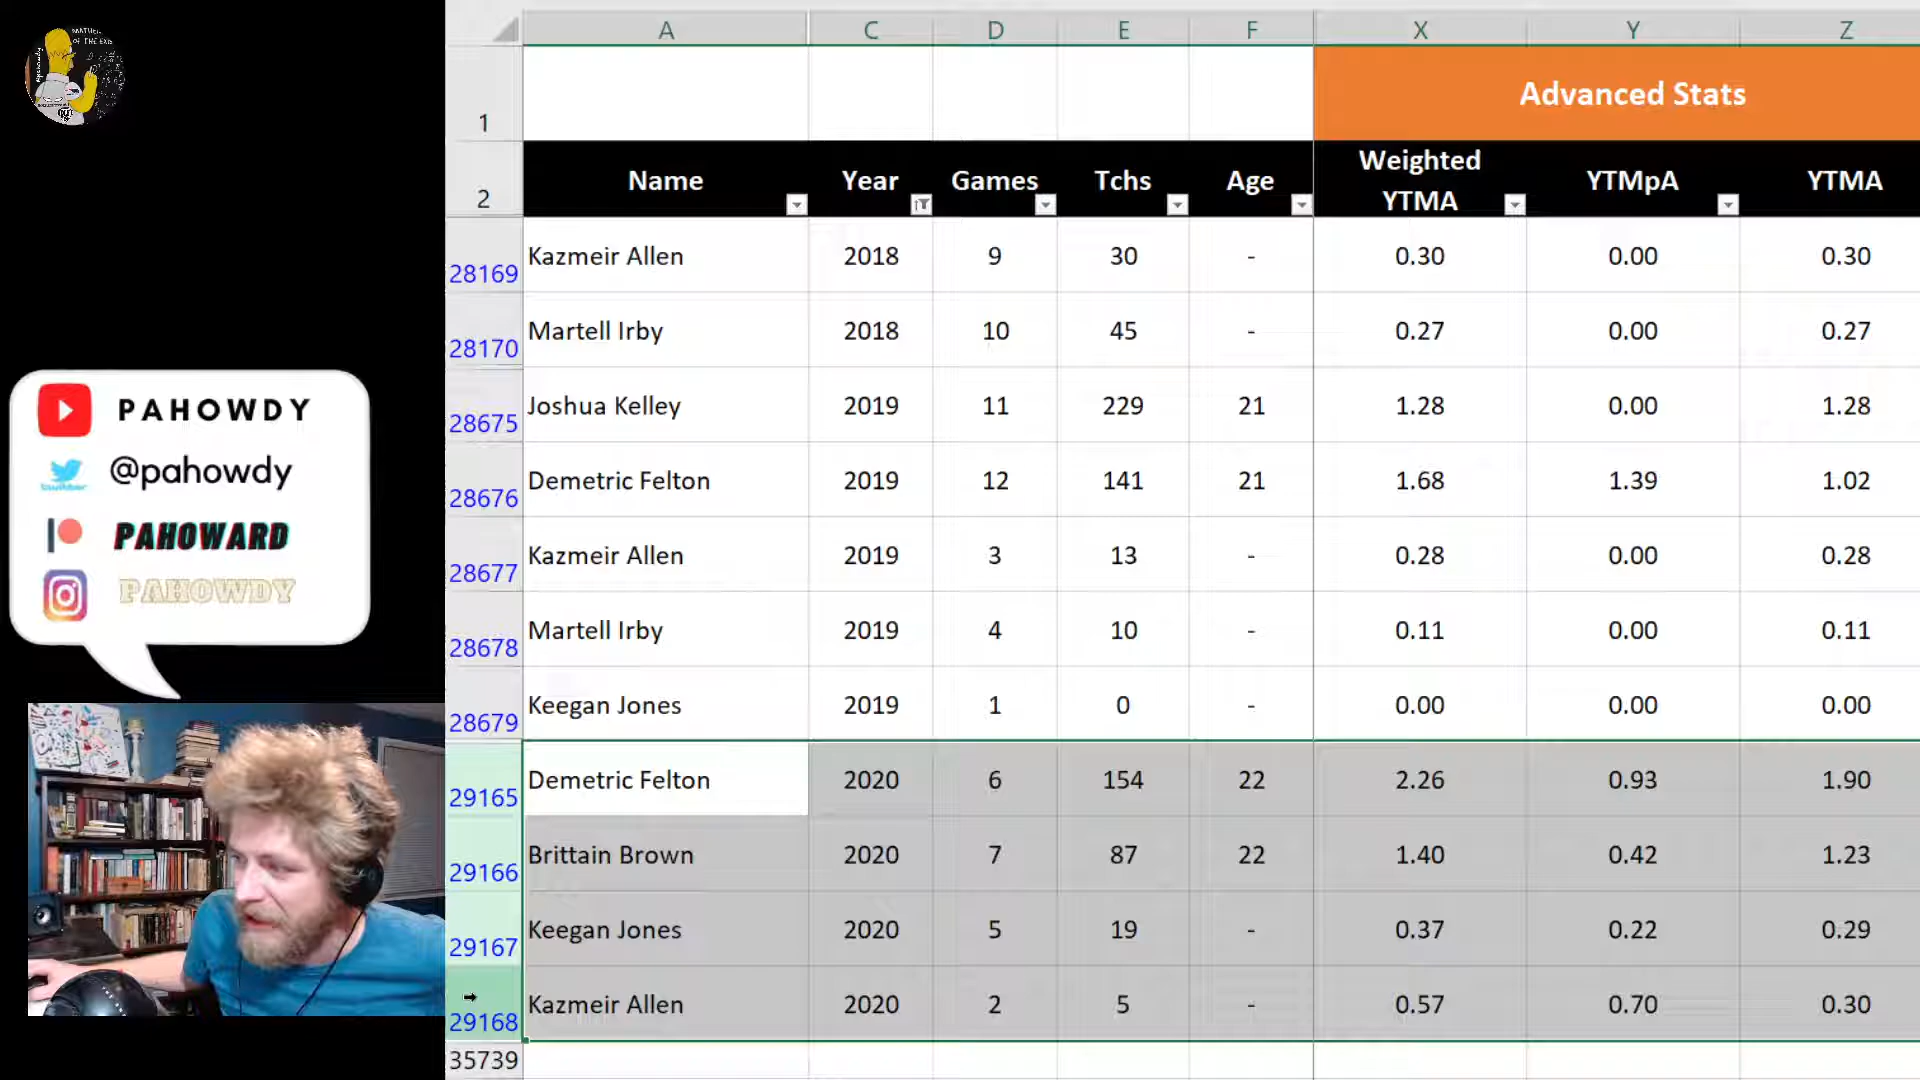 OF THE EXO
PAHOWDY
@pahowdy
PAHOWARD
PAHOWDY
A C D E F X Y Z
1 Advanced Stats
2 Name Year Games Tchs Age Weighted YTMA YTMpA YTMA
28169 Kazmeir Allen 2018 9 30 - 0.30 0.00 0.30
28170 Martell Irby 2018 10 45 - 0.27 0.00 0.27
28675 Joshua Kelley 2019 11 229 21 1.28 0.00 1.28
28676 Demetric Felton 2019 12 141 21 1.68 1.39 1.02
28677 Kazmeir Allen 2019 3 13 - 0.28 0.00 0.28
28678 Martell Irby 2019 4 10 - 0.11 0.00 0.11
28679 Keegan Jones 2019 1 0 - 0.00 0.00 0.00
29165 Demetric Felton 2020 6 154 22 2.26 0.93 1.90
29166 Brittain Brown 2020 7 87 22 1.40 0.42 1.23
29167 Keegan Jones 2020 5 19 - 0.37 0.22 0.29
29168 Kazmeir Allen 2020 2 5 - 0.57 0.70 0.30
35739